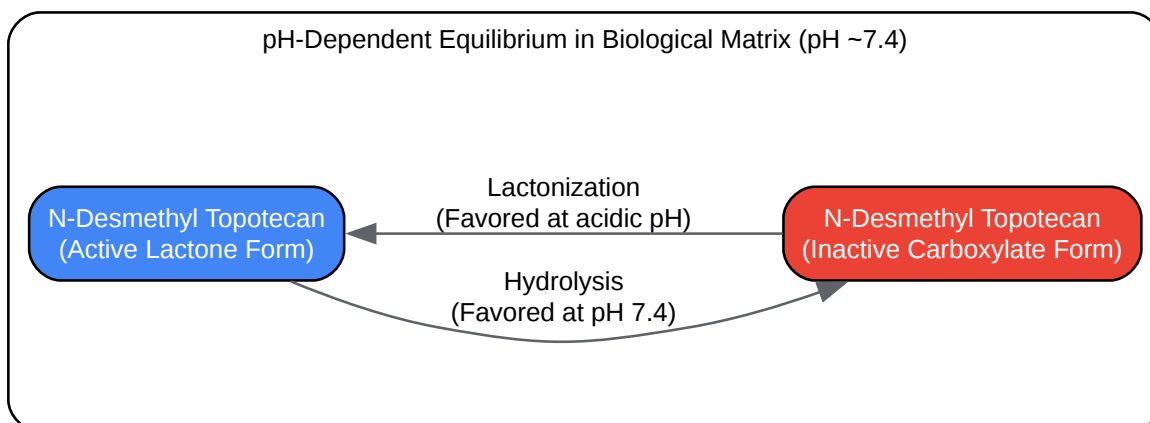 pH-Dependent Equilibrium in Biological Matrix (pH ~7.4)
Lactonization
(Favored at acidic pH)
N-Desmethyl Topotecan
(Active Lactone Form)
N-Desmethyl Topotecan
(Inactive Carboxylate Form)
Hydrolysis
(Favored at pH 7.4)